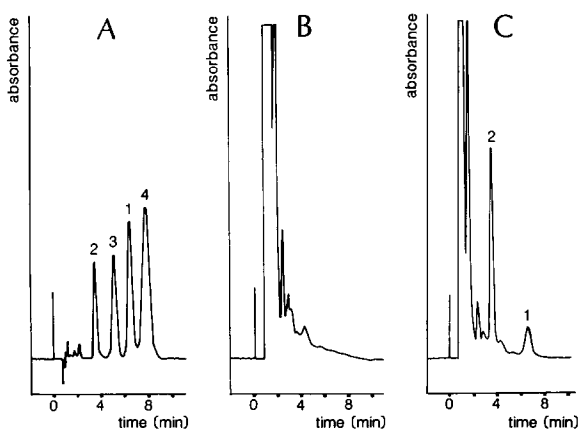 A
absorbance
2
3
1
4
0 4 8
time (min)
B
absorbance
0 4 8
time (min)
C
absorbance
2
1
0 4 8
time (min)